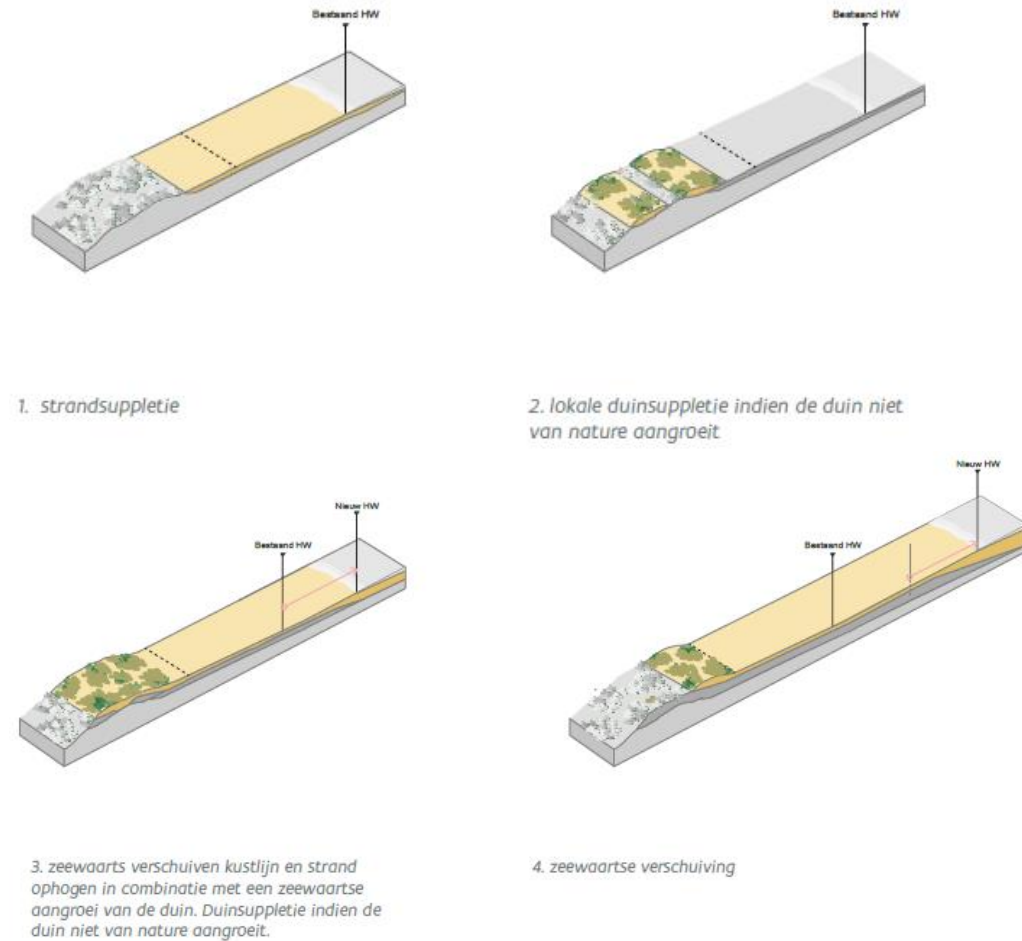 Bestaand HW
Bestaand HW
1. strandsuppletie
2. lokale duinsuppletie indien de duin niet
van nature aangroeit
Nieuw HW
Bestaand HW
Nieuw HW
Bestaand HW
3. zeewaarts verschuiven kustlijn en strand
ophogen in combinatie met een zeewaartse
aangroei van de duin. Duinsuppletie indien de
duin niet van nature aangroeit.
4. zeewaartse verschuiving